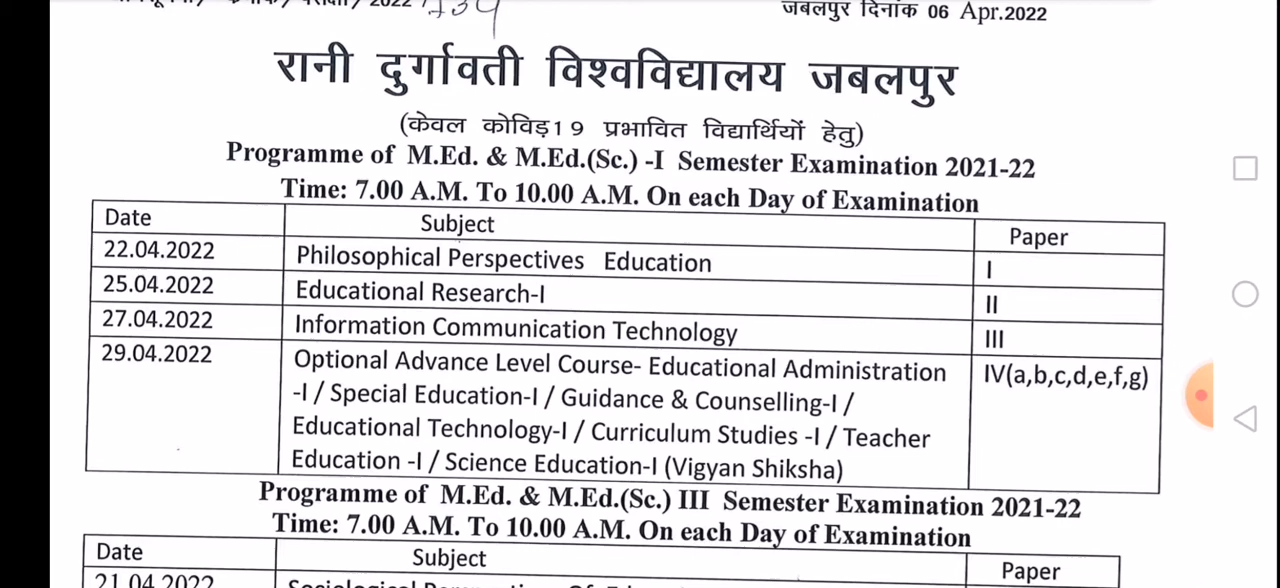 2022
739
जबलपुर दिनांक 06 Apr.2022
रानी दुर्गावती विश्वविद्यालय जबलपुर
(केवल कोविड़19 प्रभावित विद्यार्थियों हेतु)
Programme of M.Ed. & M.Ed.(Sc.) -I Semester Examination 2021-22
Time: 7.00 A.M. To 10.00 A.M. On each Day of Examination
Date Subject Paper
22.04.2022 Philosophical Perspectives Education I
25.04.2022 Educational Research-I II
27.04.2022 Information Communication Technology III
29.04.2022 Optional Advance Level Course- Educational Administration IV(a,b,c,d,e,f,g)
-I / Special Education-I / Guidance & Counselling-I /
Educational Technology-I / Curriculum Studies -I / Teacher
Education -I / Science Education-I (Vigyan Shiksha)
Programme of M.Ed. & M.Ed.(Sc.) III Semester Examination 2021-22
Time: 7.00 A.M. To 10.00 A.M. On each Day of Examination
Date Subject Paper
21.04.2022